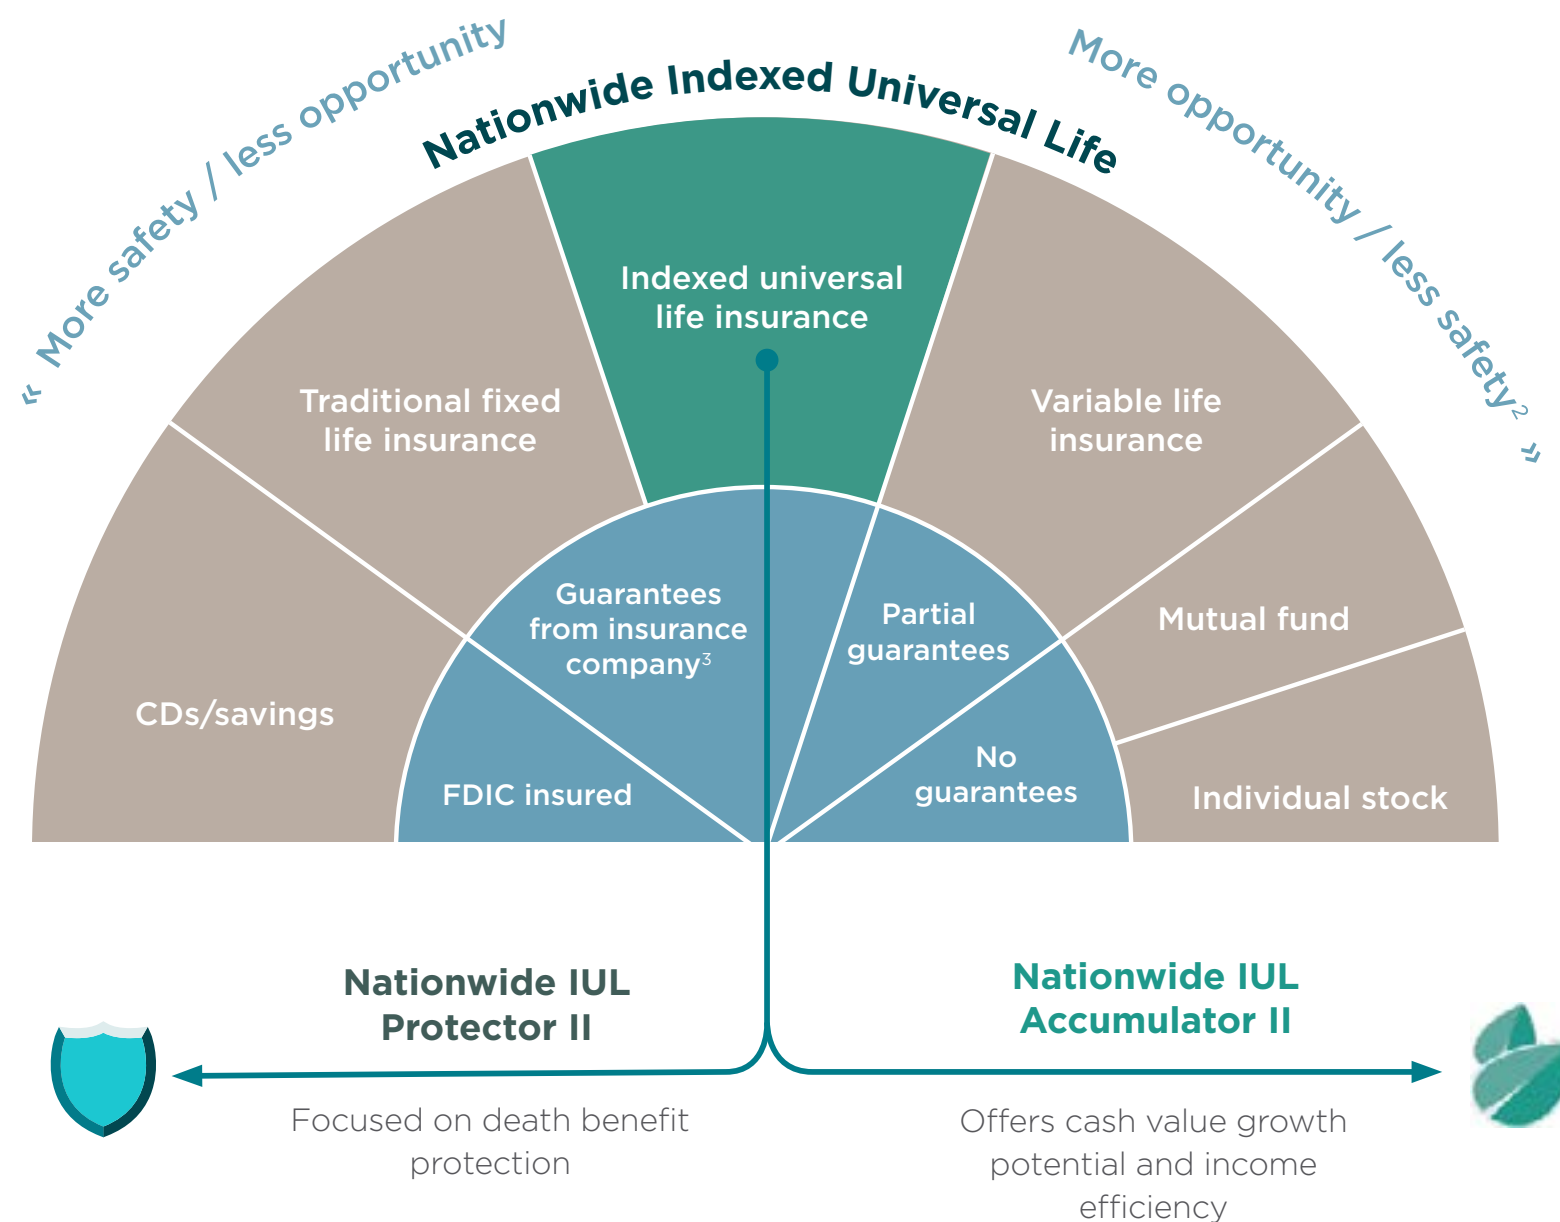 « More safety / less opportunity
Nationwide Indexed Universal Life
More opportunity / less safety² »
Indexed universal
life insurance
Traditional fixed
life insurance
Variable life
insurance
CDs/savings
Mutual fund
Individual stock
Guarantees
from insurance
company³
Partial
guarantees
FDIC insured
No
guarantees
Nationwide IUL
Protector II
Focused on death benefit
protection
Nationwide IUL
Accumulator II
Offers cash value growth
potential and income
efficiency